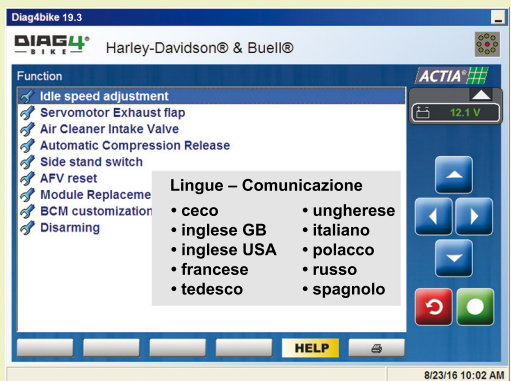 Diag4bike 19.3
DIAG4®
BIKE
Harley-Davidson® & Buell®
Function
ACTIA®
Idle speed adjustment
12.1 V
Servomotor Exhaust flap
Air Cleaner Intake Valve
Automatic Compression Release
Side stand switch
AFV reset
Module Replaceme
BCM customization
Disarming
Lingue – Comunicazione
• ceco
• inglese GB
• inglese USA
• francese
• tedesco
• ungherese
• italiano
• polacco
• russo
• spagnolo
HELP
8/23/16 10:02 AM